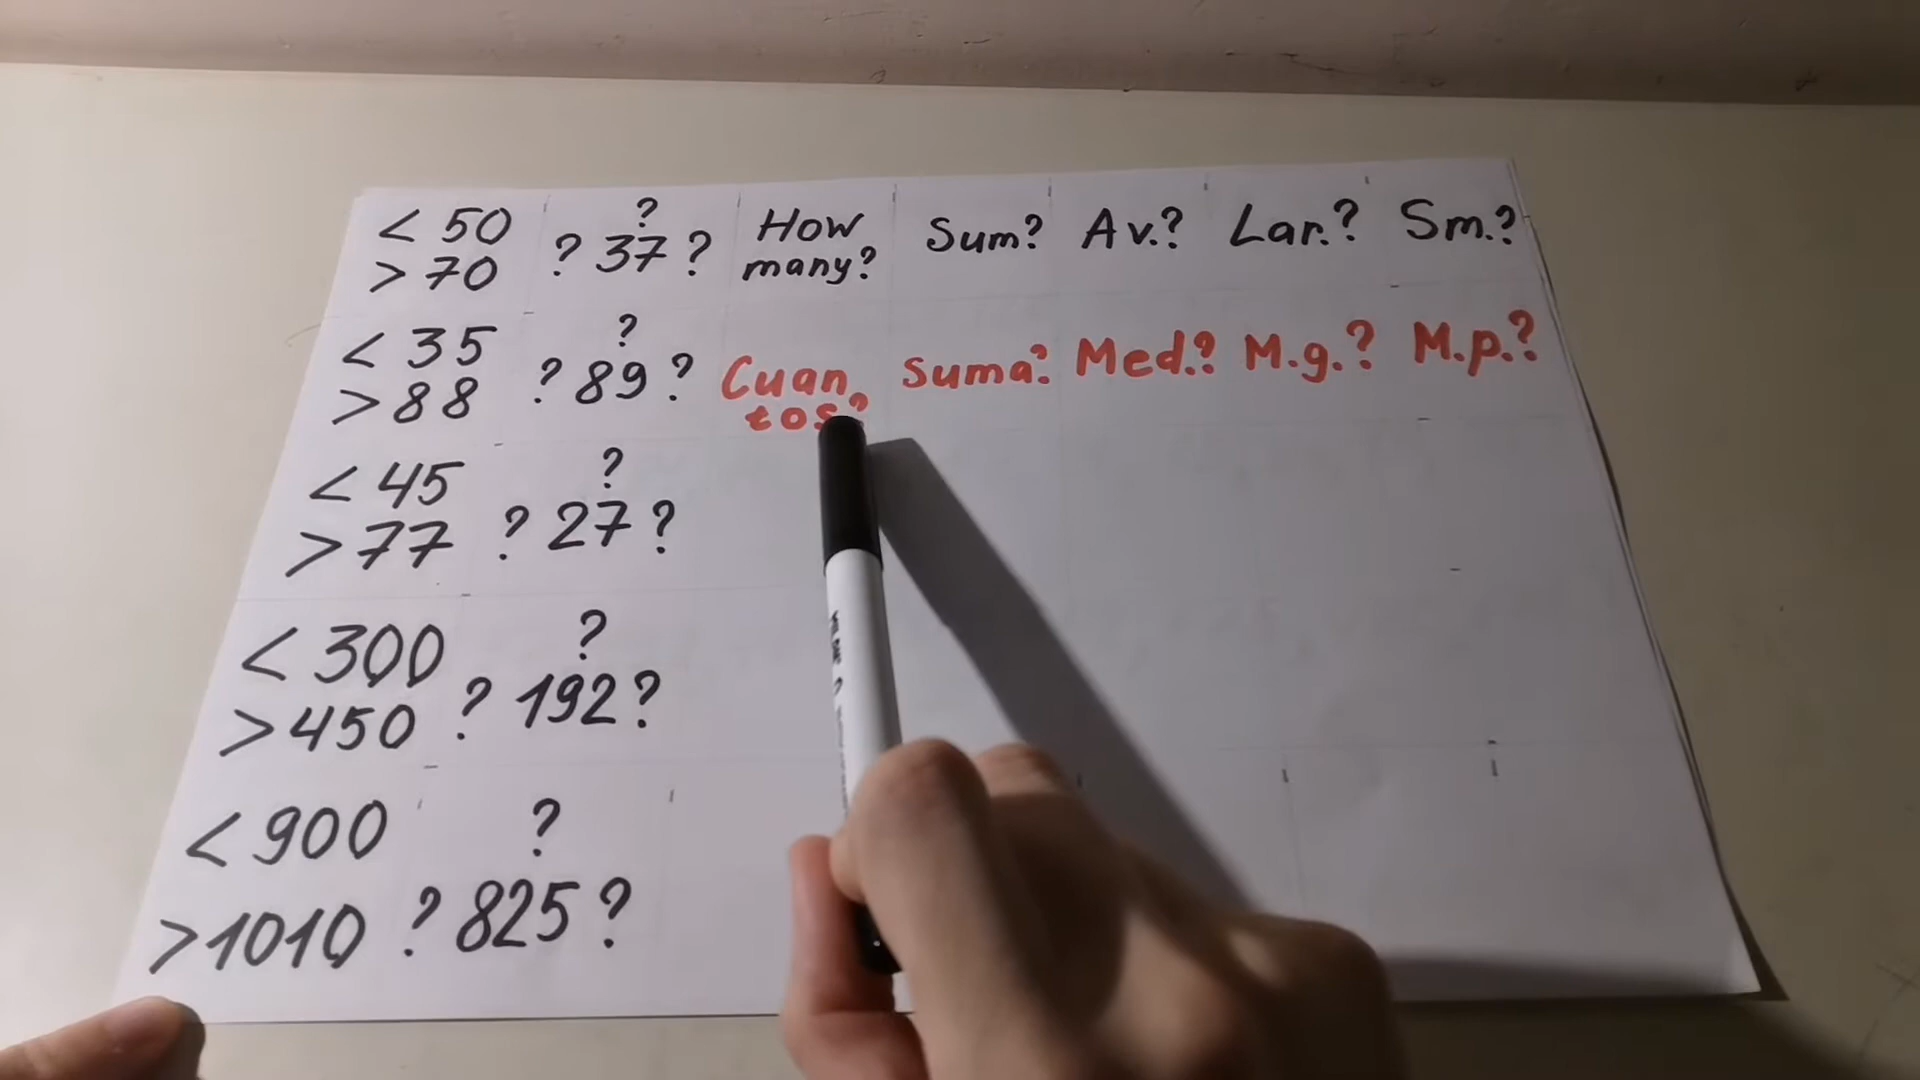 < 50
> 70
?
? 37 ?
How
many?
Sum?
Av.?
Lar.?
Sm.?
< 35
> 88
?
? 89 ?
Cuan
tos?
Suma?
Med.?
M.g.?
M.p.?
< 45
> 77
?
? 27 ?
< 300
> 450
?
? 192 ?
< 900
> 1010
?
? 825 ?